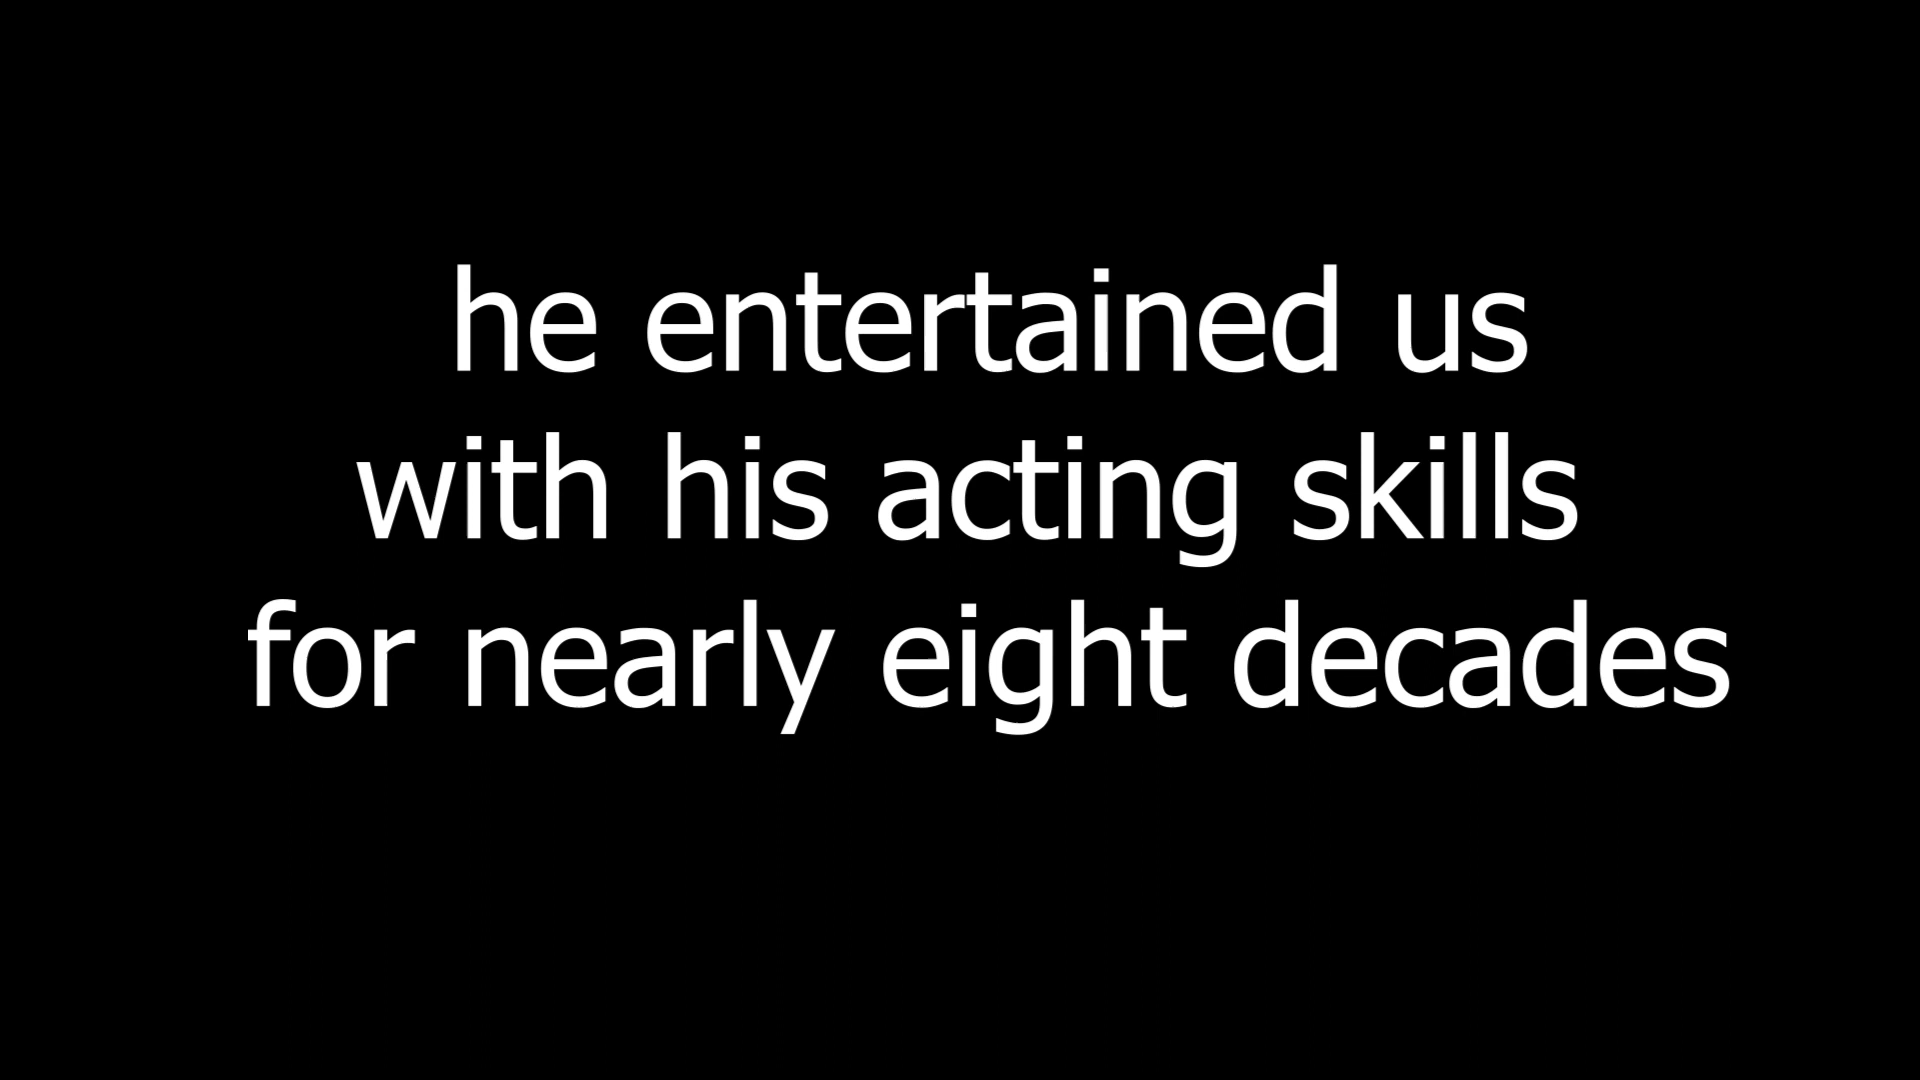 he entertained us
with his acting skills
for nearly eight decades